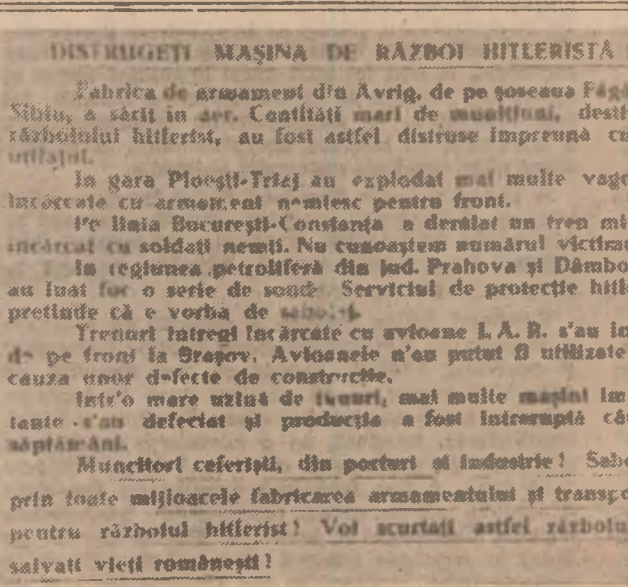 DISTRUGEȚI MAȘINA DE RĂZBOI HITLERISTĂ !
Fabrica de armament din Avrig, de pe șoseaua Făgă
Sibiu, a sărit in aer. Cantități mari de munițiuni, desti
războiului hitlerist, au fost astfel distruse împreună cu
In gara Ploești-Triaj au explodat mai multe vago
încărcate cu armament nemțesc pentru front.
Pe linia București-Constanța a deraiat un tren mi
încărcat cu soldați nemți. Nu cunoaștem numărul victime
In regiunea petroliferă din jud. Prahova și Dâmbo
au luat foc o serie de sonde Serviciul de protecție hitle
pretinde că e vorba de sabotaj.
Trenuri întregi încărcate cu avioane I. A. R. s'au în
de pe front la Brașov. Avioanele n'au putut fi utilizate
cauza unor defecte de construcție.
Intr'o mare uzină de mai multe mașini im
tante s'au defectat și producția a fost întreruptă câ
săptămâni.
Muncitori ceferiști, din porturi și industrie ! Sabo
prin toate mijloacele fabricarea armamentului și transpo
pentru războiul hitlerist ! Voi scurtați astfel războiu
salvați vieți românești !